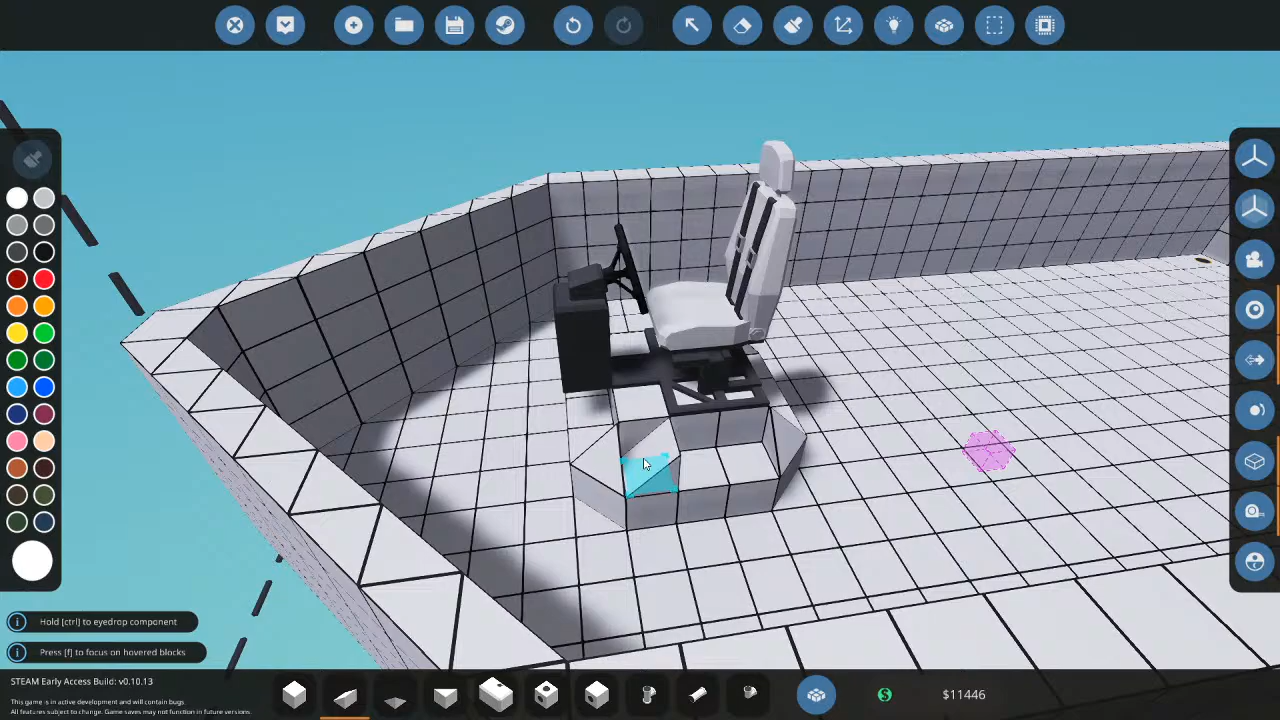 Hold [ctrl] to eyedrop component
Press [f] to focus on hovered blocks
STEAM Early Access Build: v0.10.13
This game is in active development and will contain bugs.
All features subject to change. Game saves may not function in future versions.
$11446